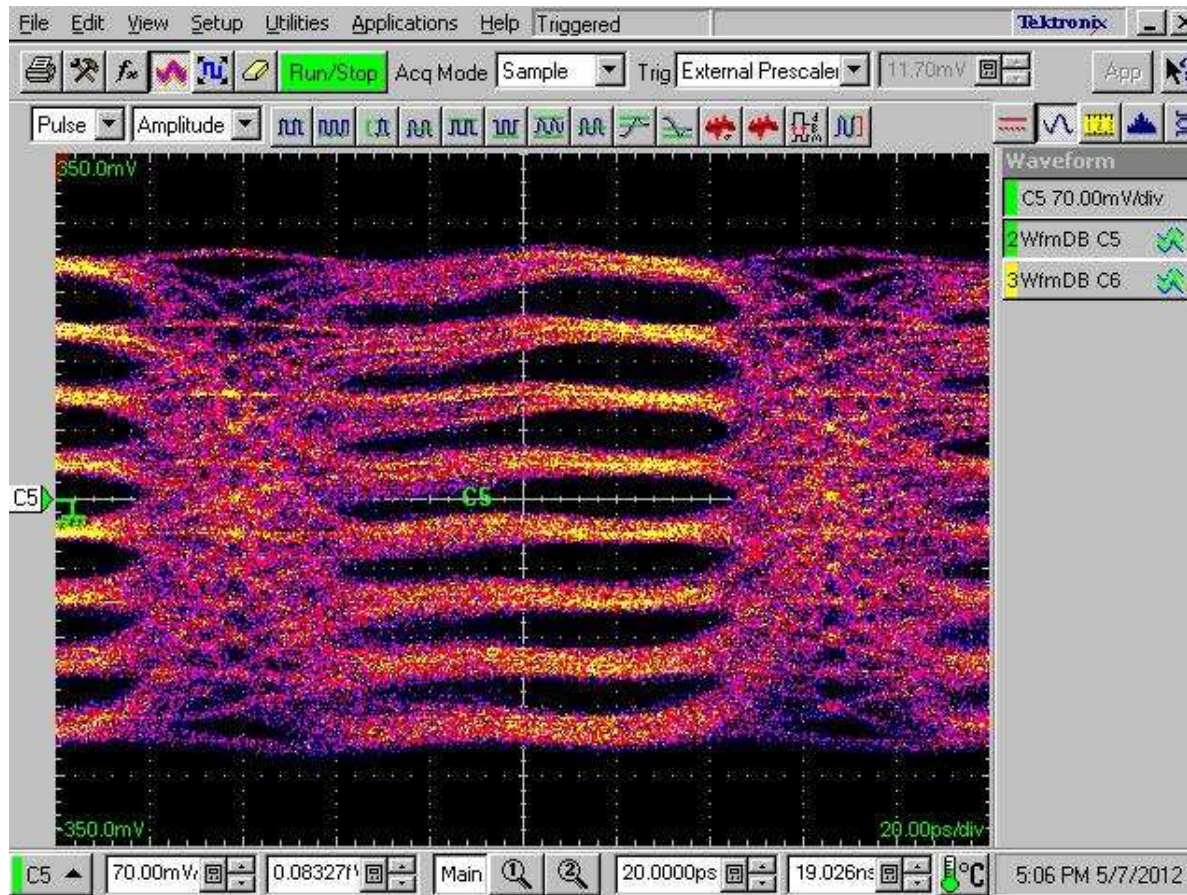 File Edit View Setup Utilities Applications Help Triggered Tektronix
Run/Stop Acq Mode Sample Trig External Prescaler 11.70mV App
Pulse Amplitude
350.0mV
Waveform
C5 70.00mV/div
2 WfmDB C5
3 WfmDB C6
C5
C5
-350.0mV
20.00ps/div
C5 70.00mV/ Main 1 2 20.0000ps 19.026ns °C 5:06 PM 5/7/2012